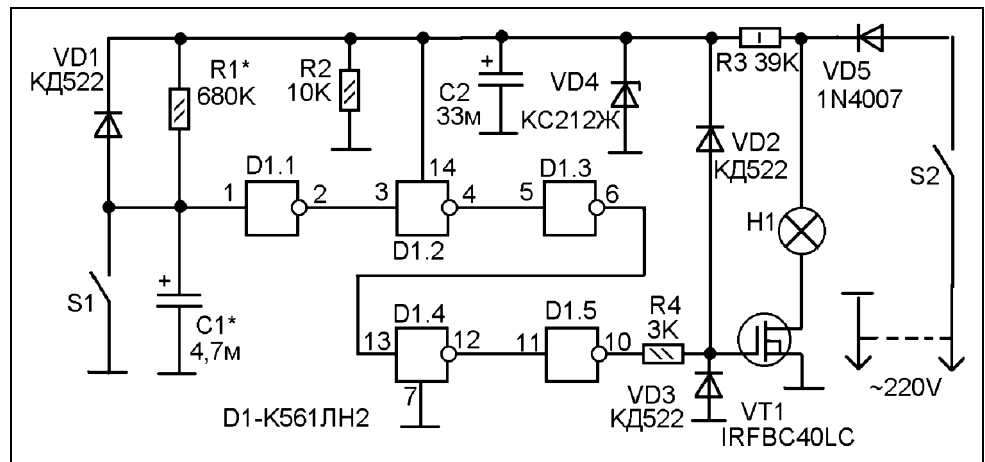 VD1
КД522
R1*
680K
R2
10K
+
C2
33м
VD4
КС212Ж
R3 39K
VD5
1N4007
VD2
КД522
S2
D1.1
1
2
3
14
4
D1.2
D1.3
5
6
H1
S1
+
C1*
4,7м
D1.4
13
12
7
D1.5
11
10
R4
3K
VD3
КД522
VT1
IRFBC40LC
~220V
D1-К561ЛН2